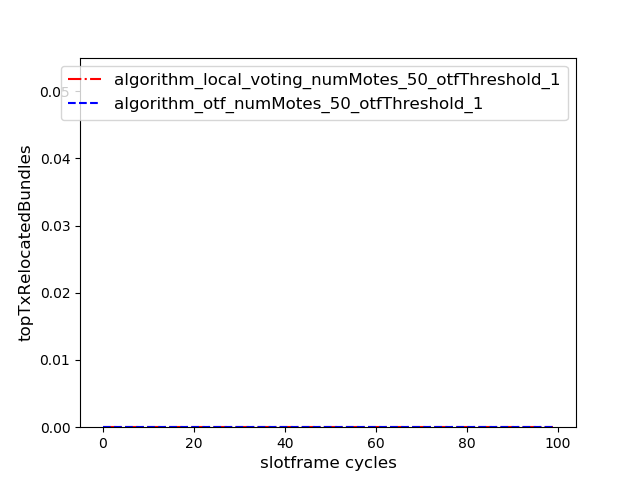 algorithm_local_voting_numMotes_50_otfThreshold_1
algorithm_otf_numMotes_50_otfThreshold_1
topTxRelocatedBundles
0.05
0.04
0.03
0.02
0.01
0.00
0 20 40 60 80 100
slotframe cycles